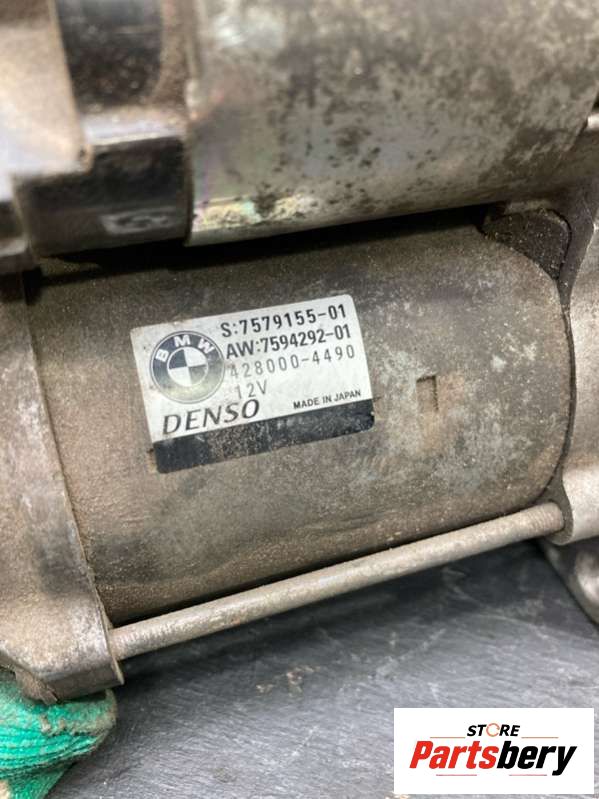 BMW
S:7579155-01
AW:7594292-01
428000-4490
12V
DENSO
MADE IN JAPAN
STORE
Partsbery